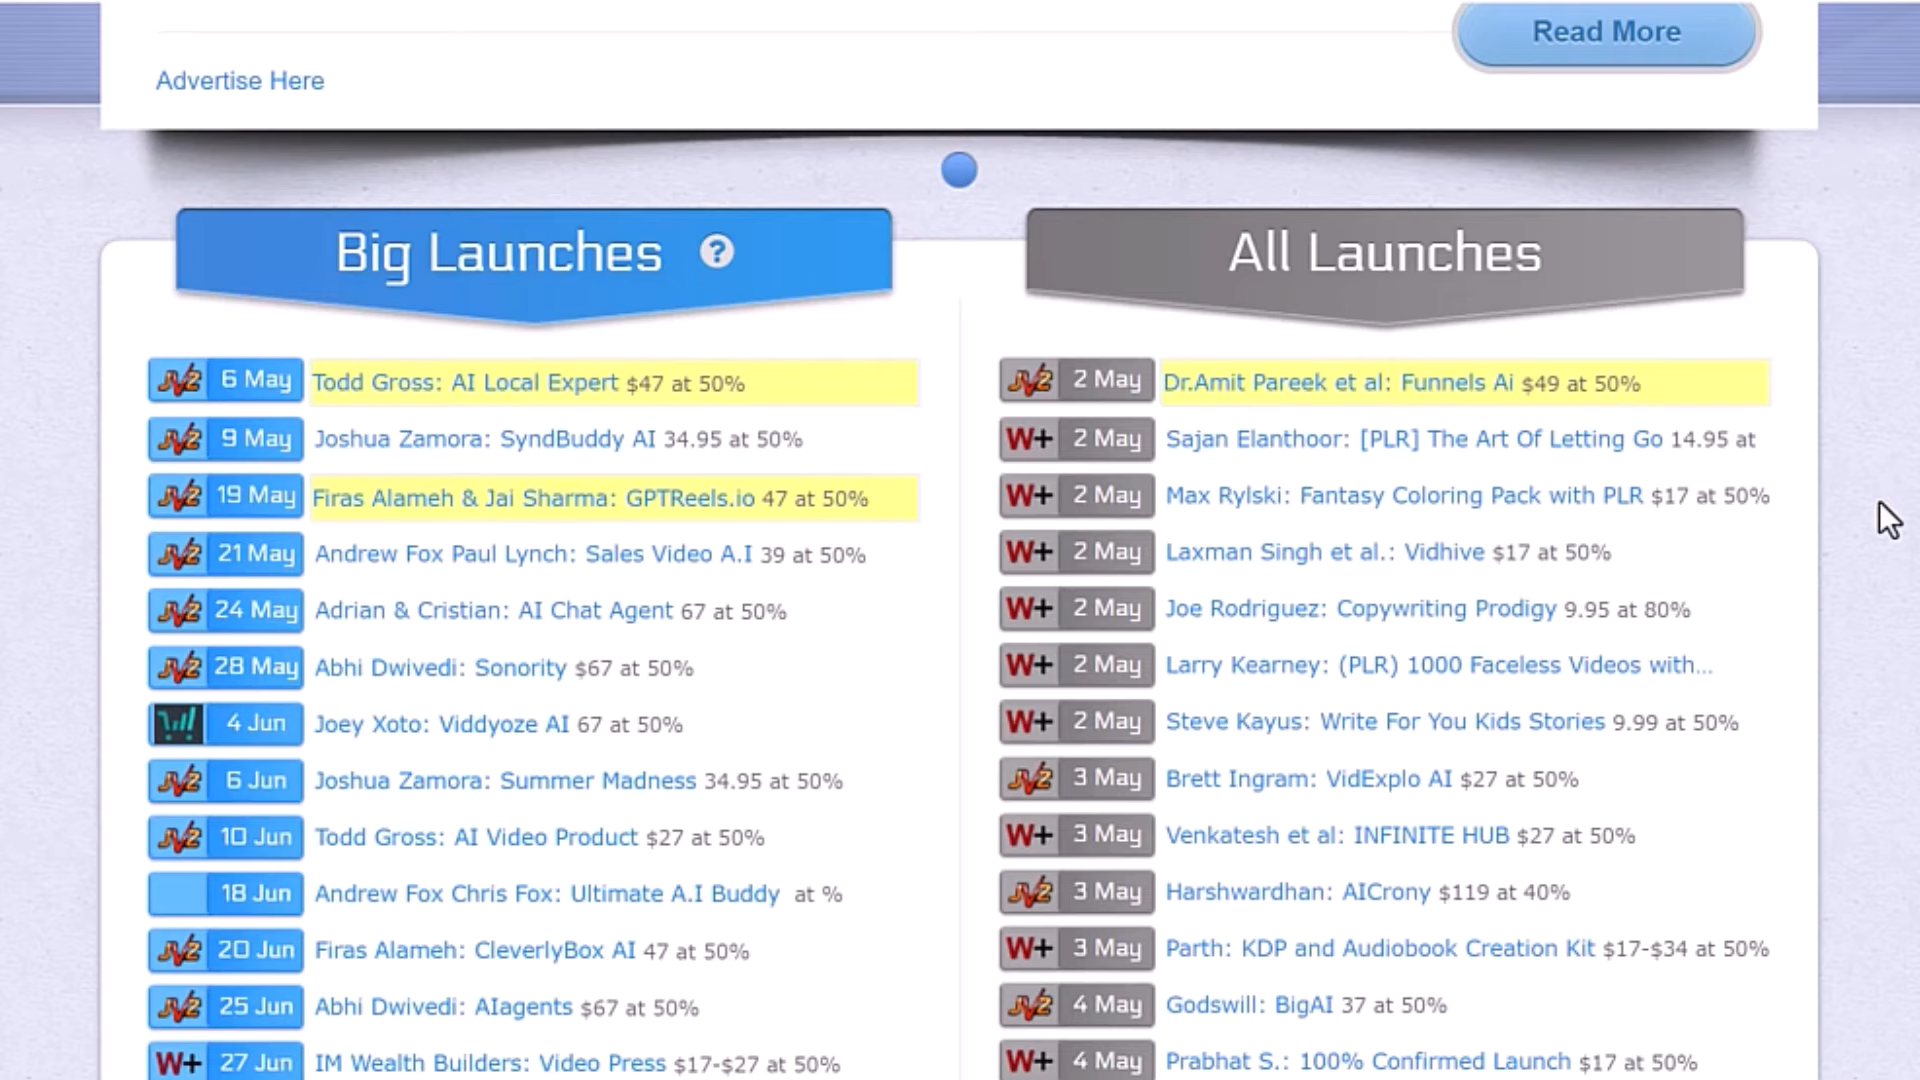 Read More
Advertise Here
Big Launches ?
JVZ 6 May Todd Gross: AI Local Expert $47 at 50%
JVZ 9 May Joshua Zamora: SyndBuddy AI 34.95 at 50%
JVZ 19 May Firas Alameh & Jai Sharma: GPTReels.io 47 at 50%
JVZ 21 May Andrew Fox Paul Lynch: Sales Video A.I 39 at 50%
JVZ 24 May Adrian & Cristian: AI Chat Agent 67 at 50%
JVZ 28 May Abhi Dwivedi: Sonority $67 at 50%
4 Jun Joey Xoto: Viddyoze AI 67 at 50%
JVZ 6 Jun Joshua Zamora: Summer Madness 34.95 at 50%
JVZ 10 Jun Todd Gross: AI Video Product $27 at 50%
18 Jun Andrew Fox Chris Fox: Ultimate A.I Buddy at %
JVZ 20 Jun Firas Alameh: CleverlyBox AI 47 at 50%
JVZ 25 Jun Abhi Dwivedi: AIagents $67 at 50%
W+ 27 Jun IM Wealth Builders: Video Press $17-$27 at 50%
All Launches
JVZ 2 May Dr.Amit Pareek et al: Funnels Ai $49 at 50%
W+ 2 May Sajan Elanthoor: [PLR] The Art Of Letting Go 14.95 at
W+ 2 May Max Rylski: Fantasy Coloring Pack with PLR $17 at 50%
W+ 2 May Laxman Singh et al.: Vidhive $17 at 50%
W+ 2 May Joe Rodriguez: Copywriting Prodigy 9.95 at 80%
W+ 2 May Larry Kearney: (PLR) 1000 Faceless Videos with...
W+ 2 May Steve Kayus: Write For You Kids Stories 9.99 at 50%
JVZ 3 May Brett Ingram: VidExplo AI $27 at 50%
W+ 3 May Venkatesh et al: INFINITE HUB $27 at 50%
JVZ 3 May Harshwardhan: AICrony $119 at 40%
W+ 3 May Parth: KDP and Audiobook Creation Kit $17-$34 at 50%
JVZ 4 May Godswill: BigAI 37 at 50%
W+ 4 May Prabhat S.: 100% Confirmed Launch $17 at 50%